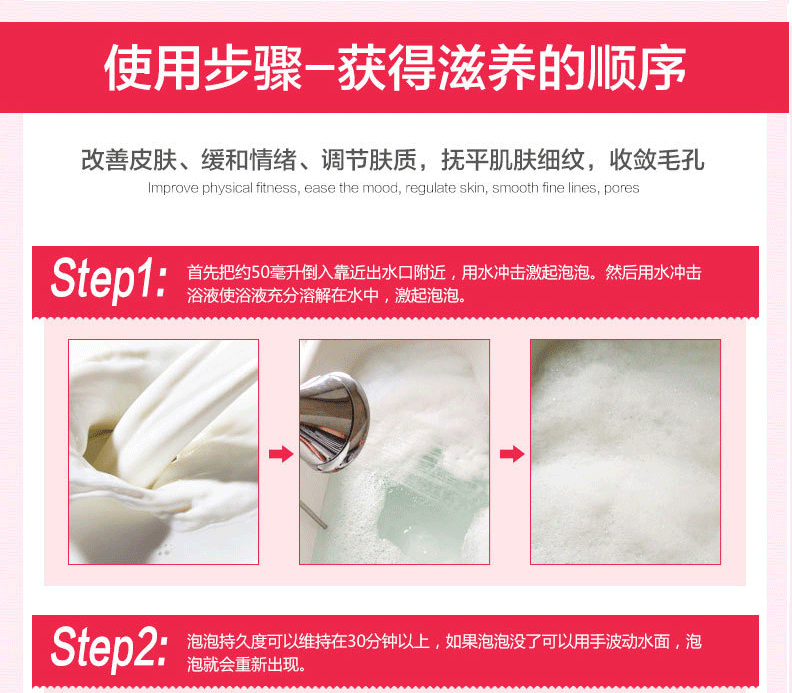 使用步骤-获得滋养的顺序
改善皮肤、缓和情绪、调节肤质，抚平肌肤细纹，收敛毛孔
Improve physical fitness, ease the mood, regulate skin, smooth fine lines, pores
Step1:
首先把约50毫升倒入靠近出水口附近，用水冲击激起泡泡。然后用水冲击
浴液使浴液充分溶解在水中，激起泡泡。
Step2:
泡泡持久度可以维持在30分钟以上，如果泡泡没了可以用手波动水面，泡
泡就会重新出现。